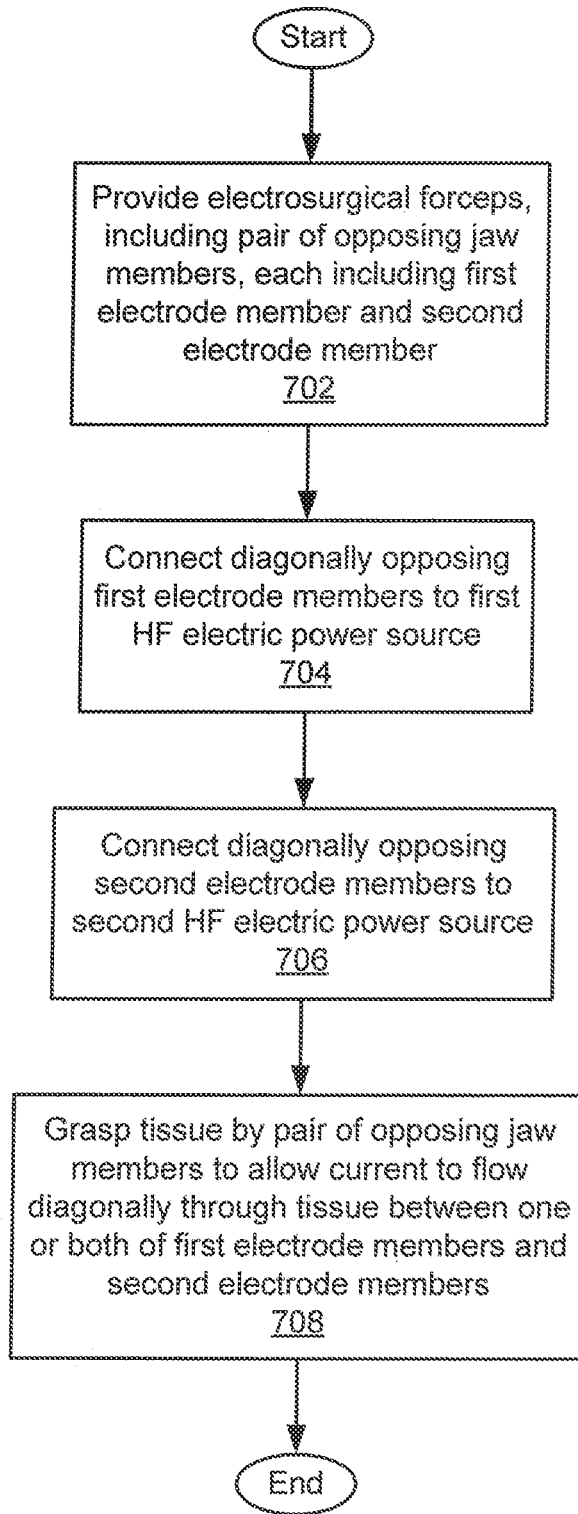 Start
Provide electrosurgical forceps,
including pair of opposing jaw
members, each including first
electrode member and second
electrode member
702
Connect diagonally opposing
first electrode members to first
HF electric power source
704
Connect diagonally opposing
second electrode members to
second HF electric power source
706
Grasp tissue by pair of opposing jaw
members to allow current to flow
diagonally through tissue between one
or both of first electrode members and
second electrode members
708
End